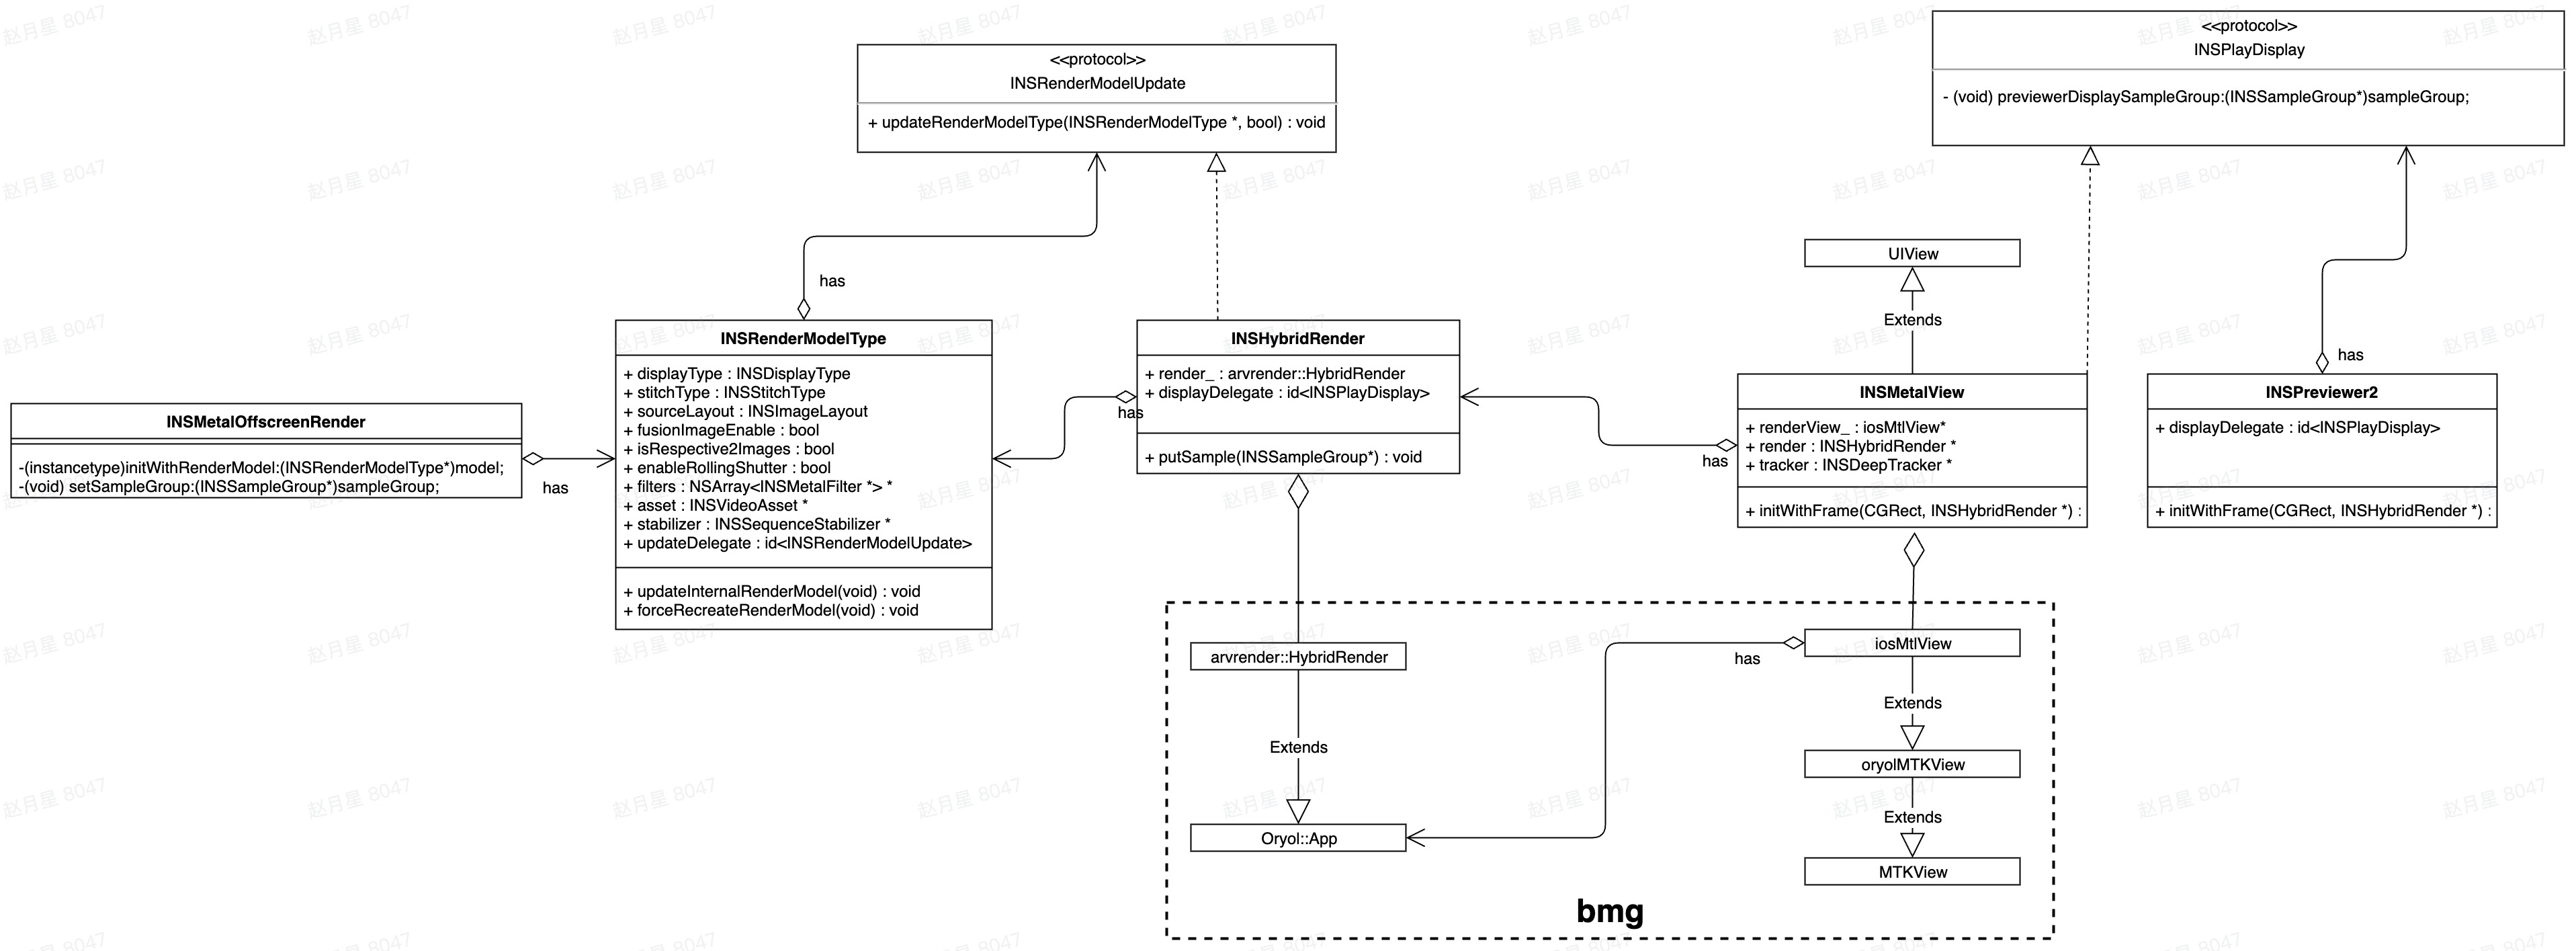 <<protocol>>
INSRenderModelUpdate
+ updateRenderModelType(INSRenderModelType *, bool) : void
<<protocol>>
INSPlayDisplay
- (void) previewerDisplaySampleGroup:(INSSampleGroup*)sampleGroup;
UIView
Extends
has
has
INSMetalOffscreenRender
-(instancetype)initWithRenderModel:(INSRenderModelType*)model;
-(void) setSampleGroup:(INSSampleGroup*)sampleGroup;
has
INSRenderModelType
+ displayType : INSDisplayType
+ stitchType : INSStitchType
+ sourceLayout : INSImageLayout
+ fusionImageEnable : bool
+ isRespective2Images : bool
+ enableRollingShutter : bool
+ filters : NSArray<INSMetalFilter *> *
+ asset : INSVideoAsset *
+ stabilizer : INSSequenceStabilizer *
+ updateDelegate : id<INSRenderModelUpdate>
+ updateInternalRenderModel(void) : void
+ forceRecreateRenderModel(void) : void
has
INSHybridRender
+ render_ : arvrender::HybridRender
+ displayDelegate : id<INSPlayDisplay>
+ putSample(INSSampleGroup*) : void
has
INSMetalView
+ renderView_ : iosMtlView*
+ render : INSHybridRender *
+ tracker : INSDeepTracker *
+ initWithFrame(CGRect, INSHybridRender *) :
INSPreviewer2
+ displayDelegate : id<INSPlayDisplay>
+ initWithFrame(CGRect, INSHybridRender *) :
arvrender::HybridRender
Extends
Oryol::App
has
iosMtlView
Extends
oryolMTKView
Extends
MTKView
bmg
赵月星 8047